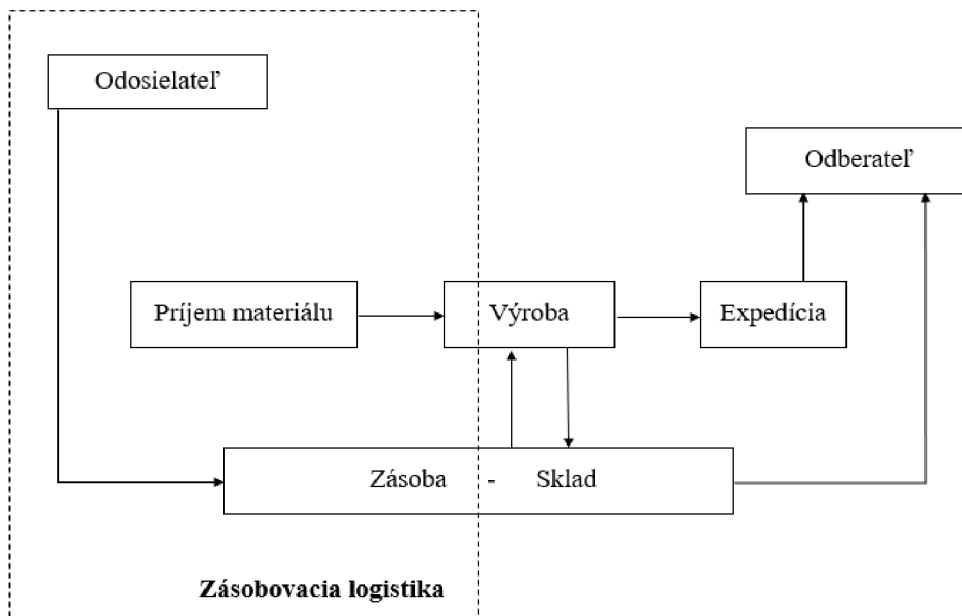 Odosielateľ
Odberateľ
Príjem materiálu
Výroba
Expedícia
Zásoba - Sklad
Zásobovacia logistika